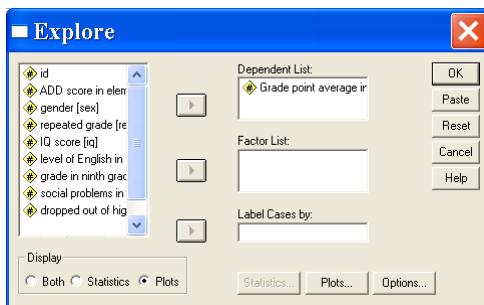 Explore
id
ADD score in elem
gender [sex]
repeated grade [re
IQ score [iq]
level of English in
grade in ninth grad
social problems in
dropped out of hig
Dependent List:
Grade point average in
Factor List:
Label Cases by:
OK
Paste
Reset
Cancel
Help
Display
Both Statistics Plots
Statistics... Plots... Options...